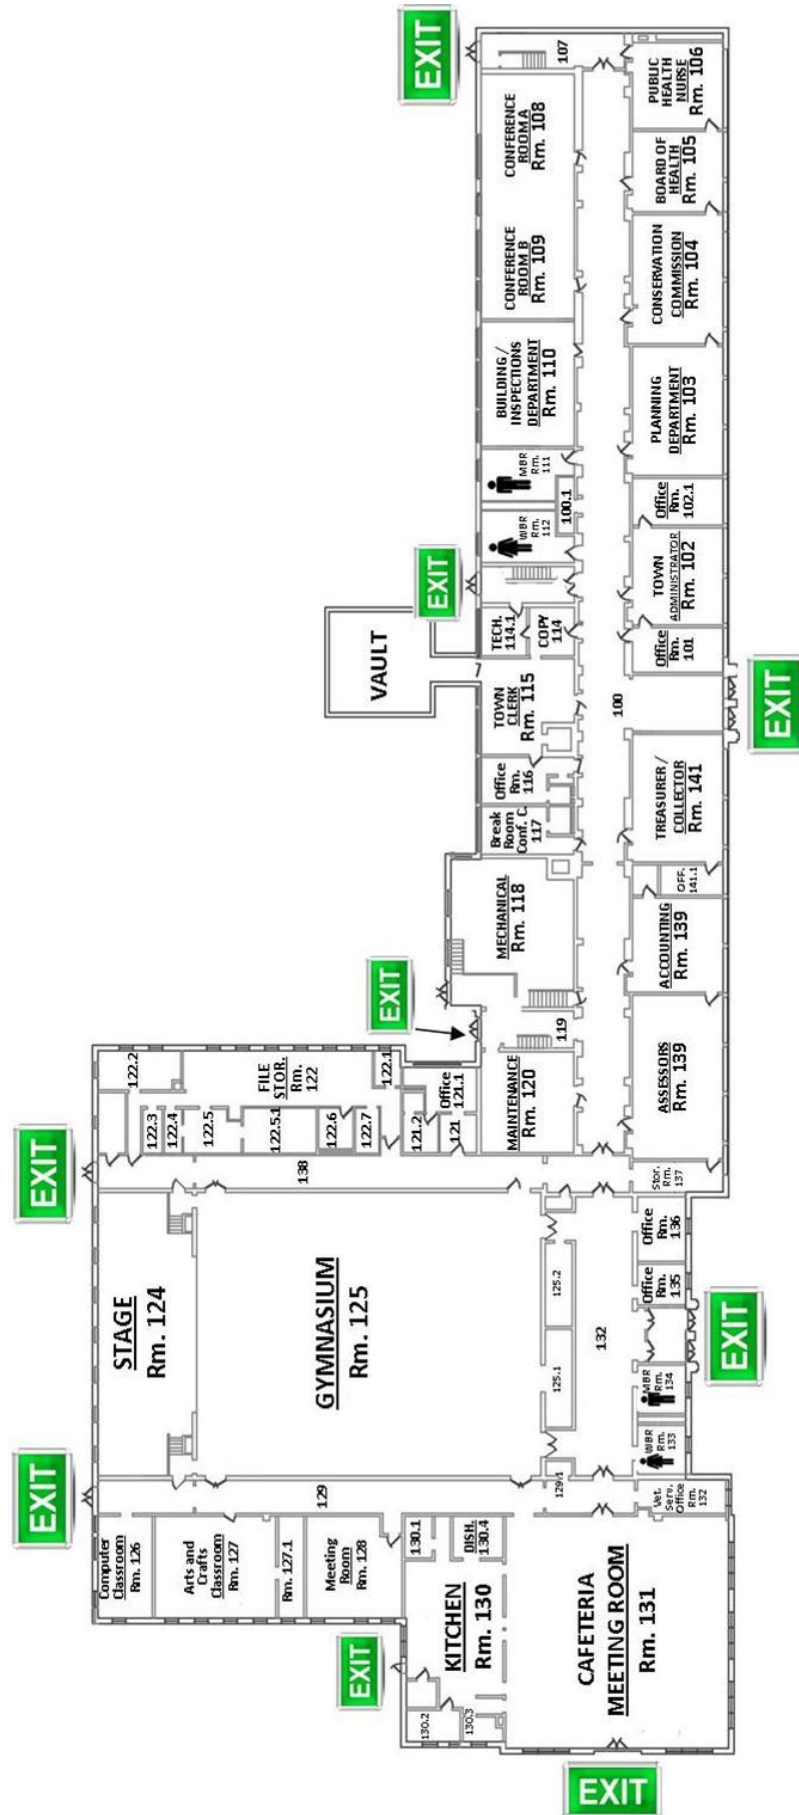 EXIT
107
CONFERENCE
ROOM A
Rm. 108
PUBLIC
HEALTH
NURSE
Rm. 106
BOARD OF
HEALTH
Rm. 105
CONFERENCE
ROOM B
Rm. 109
CONSERVATION
COMMISSION
Rm. 104
BUILDING /
INSPECTIONS
DEPARTMENT
Rm. 110
PLANNING
DEPARTMENT
Rm. 103
MBR
Rm.
111
100.1
WBR
Rm.
112
Office
Rm.
102.1
EXIT
TOWN
ADMINISTRATOR
Rm. 102
TECH.
114.1
COPY
114
Office
Rm.
101
VAULT
TOWN
CLERK
Rm. 115
100
EXIT
Office
Rm.
116
TREASURER /
COLLECTOR
Rm. 141
Break
Room
Conf. C.
117
OFF.
141.1
MECHANICAL
Rm. 118
ACCOUNTING
Rm. 139
EXIT
119
ASSESSORS
Rm. 139
MAINTENANCE
Rm. 120
122.2
FILE
STOR.
Rm.
122
122.1
Office
121.1
122.3
122.4
122.5
122.5.1
122.6
122.7
121.2
121
EXIT
138
Stor.
Rm.
137
STAGE
Rm. 124
GYMNASIUM
Rm. 125
125.2
125.1
132
Office
Rm.
136
Office
Rm.
135
EXIT
MBR
Rm.
134
WBR
Rm.
133
EXIT
129
129.1
Vet.
Serv.
Office
Rm.
132
Computer
Classroom
Rm. 126
Arts and
Crafts
Classroom
Rm. 127
Rm. 127.1
Meeting
Room
Rm. 128
130.1
DISH.
130.4
KITCHEN
Rm. 130
CAFETERIA
MEETING ROOM
Rm. 131
EXIT
130.2
130.3
EXIT